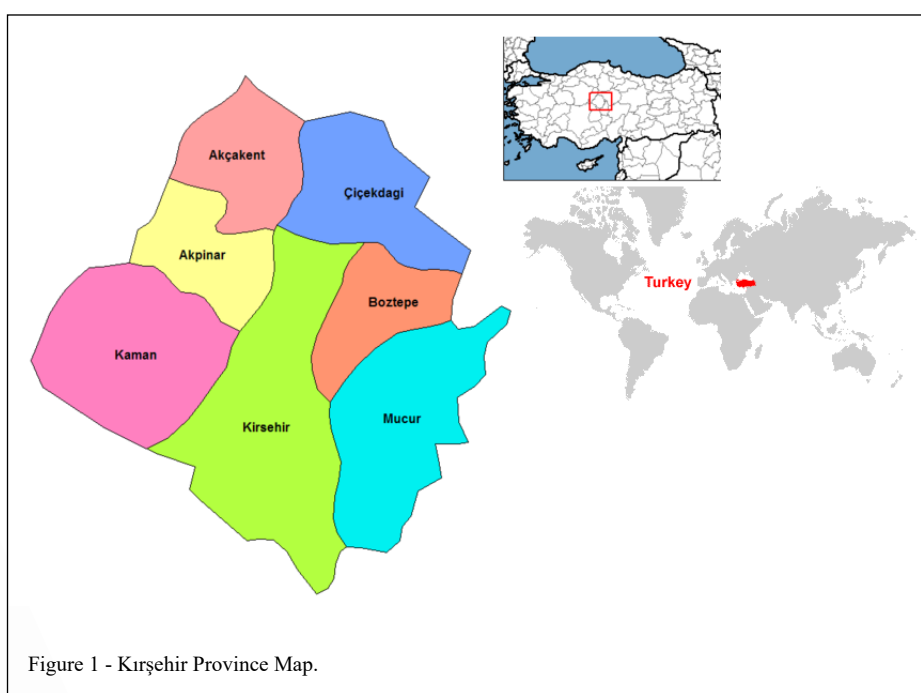 Akçakent
Çiçekdagi
Akpinar
Boztepe
Kaman
Kirsehir
Mucur
Turkey
Figure 1 - Kırşehir Province Map.